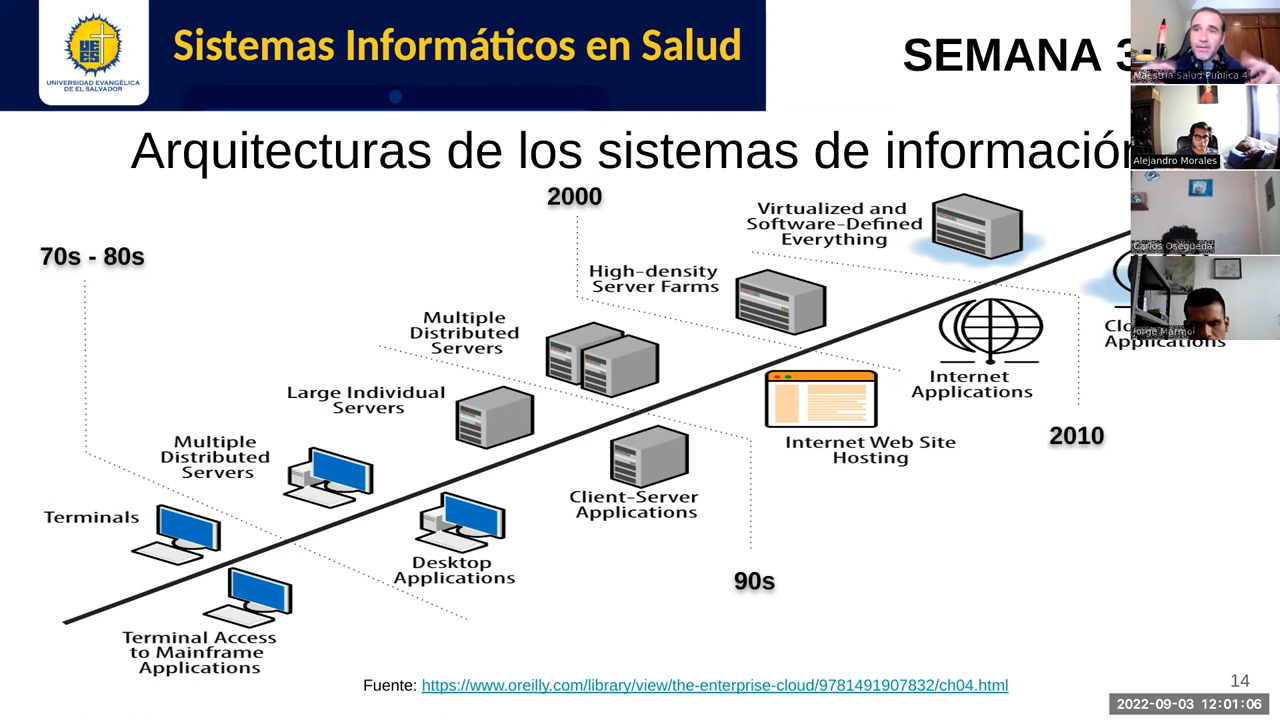 UNIVERSIDAD EVANGÉLICA
DE EL SALVADOR
Sistemas Informáticos en Salud
SEMANA 3
Maestría Salud Publica 4
Alejandro Morales
Carlos Osegueda
Jorge Mármol
Arquitecturas de los sistemas de información
2000
70s - 80s
Virtualized and
Software-Defined
Everything
High-density
Server Farms
Multiple
Distributed
Servers
Large Individual
Servers
Multiple
Distributed
Servers
Terminals
Terminal Access
to Mainframe
Applications
Desktop
Applications
Client-Server
Applications
Internet Web Site
Hosting
Internet
Applications
Applications
2010
90s
Fuente: https://www.oreilly.com/library/view/the-enterprise-cloud/9781491907832/ch04.html
14
2022-09-03 12:01:06